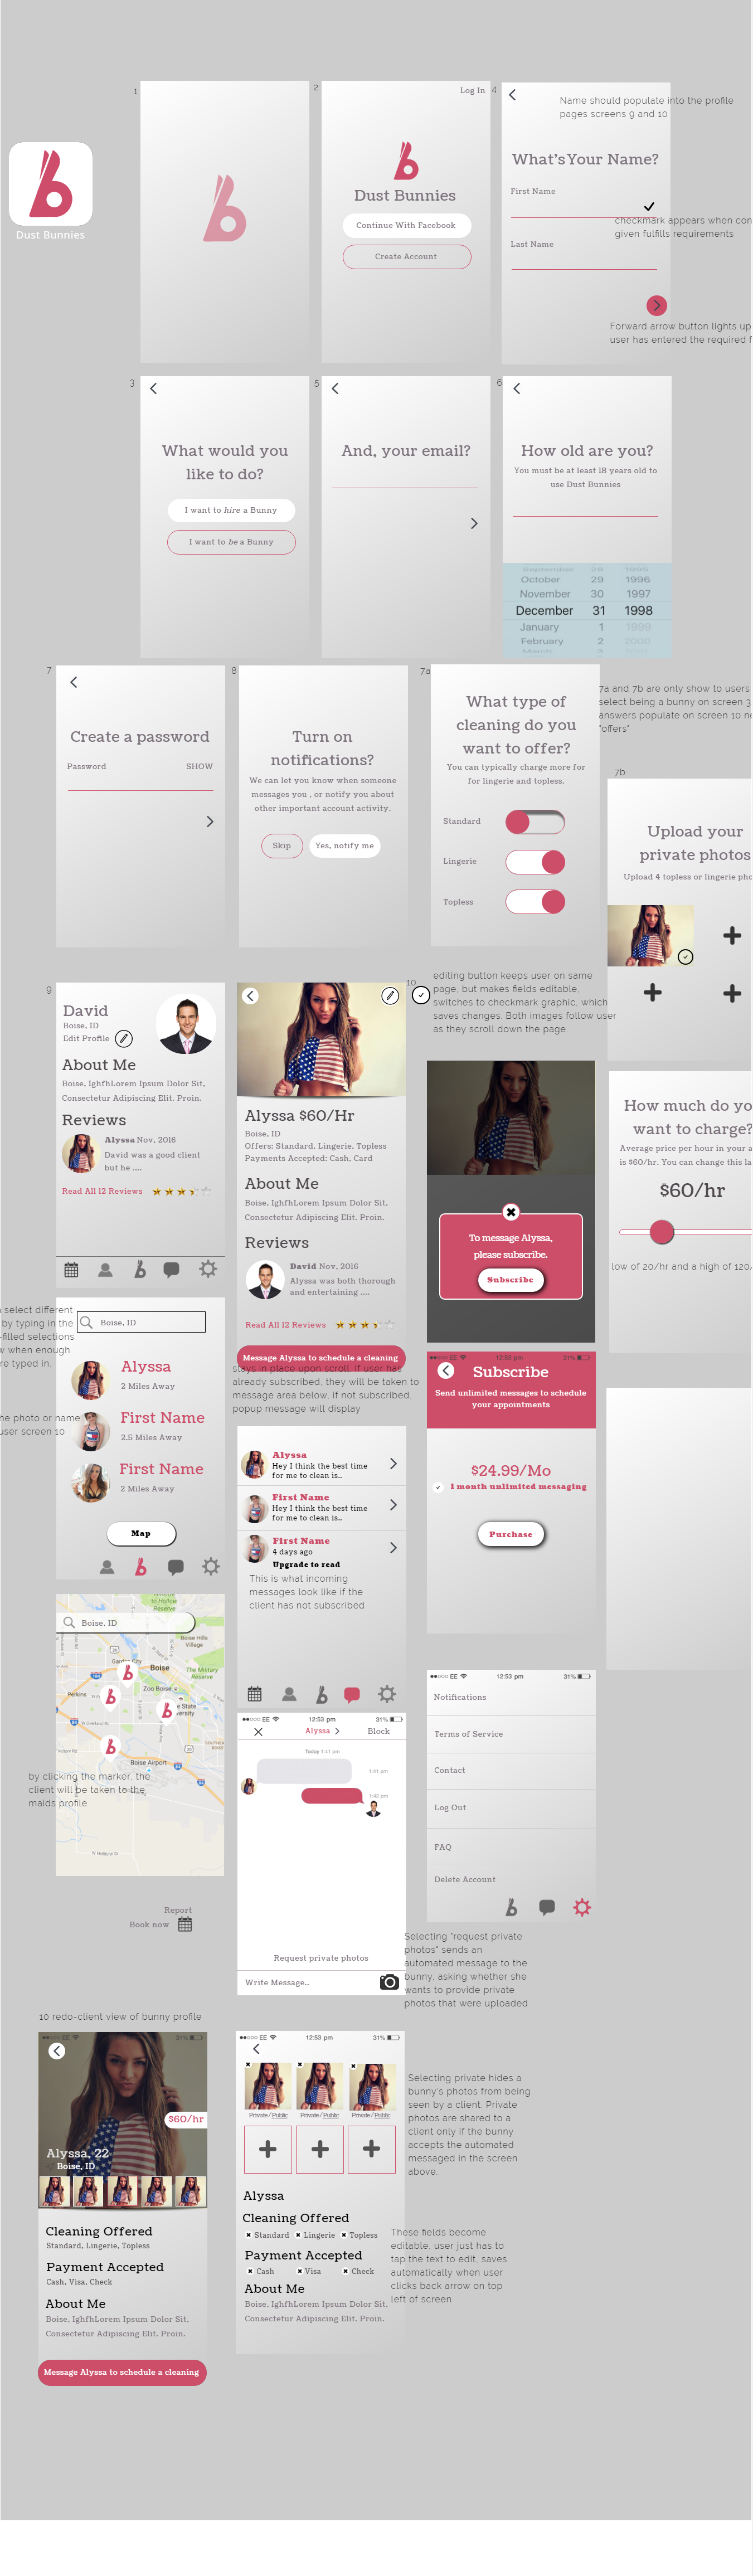 1
2
Log In
4
Name should populate into the profile
pages screens 9 and 10
Dust Bunnies
Dust Bunnies
Continue With Facebook
Create Account
What's Your Name?
First Name
checkmark appears when con
given fulfills requirements
Last Name
Forward arrow button lights up
user has entered the required f
3
What would you
like to do?
I want to hire a Bunny
I want to be a Bunny
5
And, your email?
6
How old are you?
You must be at least 18 years old to
use Dust Bunnies
September 28 1995
October 29 1996
November 30 1997
December 31 1998
January 1 1999
February 2 2000
March 3
7
Create a password
Password SHOW
8
Turn on
notifications?
We can let you know when someone
messages you , or notify you about
other important account activity.
Skip
Yes, notify me
7a
What type of
cleaning do you
want to offer?
You can typically charge more for
for lingerie and topless.
Standard
Lingerie
Topless
7a and 7b are only show to users
select being a bunny on screen 3
answers populate on screen 10 ne
"offers"
7b
Upload your
private photos
Upload 4 topless or lingerie pho
9
David
Boise, ID
Edit Profile
About Me
Boise, IghfhLorem Ipsum Dolor Sit,
Consectetur Adipiscing Elit. Proin.
Reviews
Alyssa Nov, 2016
David was a good client
but he ....
Read All 12 Reviews
10
editing button keeps user on same
page, but makes fields editable,
switches to checkmark graphic, which
saves changes. Both images follow user
as they scroll down the page.
Alyssa $60/Hr
Boise, ID
Offers: Standard, Lingerie, Topless
Payments Accepted: Cash, Card
About Me
Boise, IghfhLorem Ipsum Dolor Sit,
Consectetur Adipiscing Elit. Proin.
Reviews
David Nov, 2016
Alyssa was both thorough
and entertaining ....
Read All 12 Reviews
Message Alyssa to schedule a cleaning
stays in place upon scroll. If user has
already subscribed, they will be taken to
message area below, if not subscribed,
popup message will display
To message Alyssa,
please subscribe.
Subscribe
How much do yo
want to charge?
Average price per hour in your a
is $60/hr. You can change this la
$60/hr
low of 20/hr and a high of 120/
select different
by typing in the
-filled selections
w when enough
re typed in.
he photo or name
user screen 10
Boise, ID
Alyssa
2 Miles Away
First Name
2.5 Miles Away
First Name
2 Miles Away
Map
Alyssa
Hey I think the best time
for me to clean is..
First Name
Hey I think the best time
for me to clean is..
First Name
4 days ago
Upgrade to read
This is what incoming
messages look like if the
client has not subscribed
EE 12:53 pm 31%
Subscribe
Send unlimited messages to schedule
your appointments
$24.99/Mo
1 month unlimited messaging
Purchase
to Hollow
Reserve
Boise, ID
Boise Hills
Village
Garden City
Boise
The Military
Reserve
Perkins
Zoo Boise
State
University
Boise Airport
by clicking the marker, the
client will be taken to the
maids profile
EE 12:53 pm 31%
Alyssa
Block
Today 1:41 pm
1:41 pm
1:42 pm
Request private photos
Write Message..
EE 12:53 pm 31%
Notifications
Terms of Service
Contact
Log Out
FAQ
Delete Account
Report
Book now
Selecting "request private
photos" sends an
automated message to the
bunny, asking whether she
wants to provide private
photos that were uploaded
10 redo-client view of bunny profile
EE 12:53 pm 31%
$60/hr
Alyssa, 22
Boise, ID
Cleaning Offered
Standard, Lingerie, Topless
Payment Accepted
Cash, Visa, Check
About Me
Boise, IghfhLorem Ipsum Dolor Sit,
Consectetur Adipiscing Elit. Proin.
Message Alyssa to schedule a cleaning
EE 12:53 pm 31%
Private/Public Private/Public Private/Public
Alyssa
Cleaning Offered
Standard Lingerie Topless
Payment Accepted
Cash Visa Check
About Me
Boise, IghfhLorem Ipsum Dolor Sit,
Consectetur Adipiscing Elit. Proin.
Selecting private hides a
bunny's photos from being
seen by a client. Private
photos are shared to a
client only if the bunny
accepts the automated
messaged in the screen
above.
These fields become
editable, user just has to
tap the text to edit, saves
automatically when user
clicks back arrow on top
left of screen